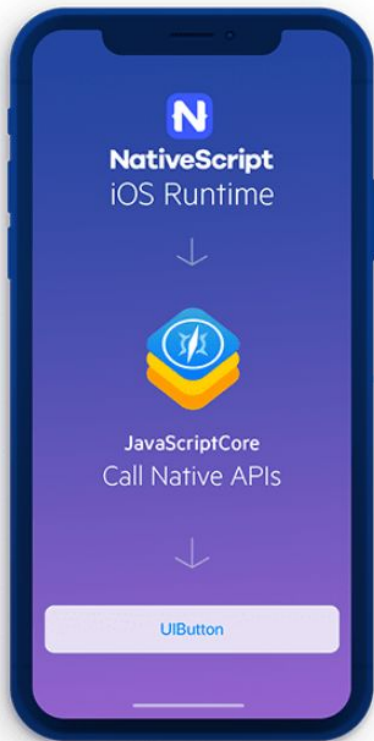 NativeScript
iOS Runtime
JavaScriptCore
Call Native APIs
UIButton